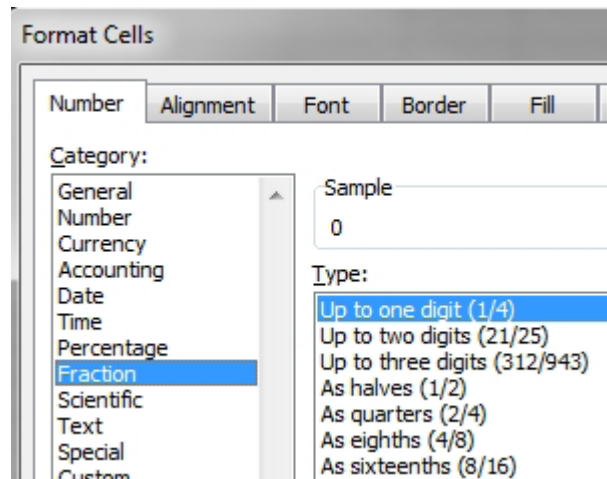 Format Cells
Number Alignment Font Border Fill
Category:
General
Number
Currency
Accounting
Date
Time
Percentage
Fraction
Scientific
Text
Special
Custom
Sample
0
Type:
Up to one digit (1/4)
Up to two digits (21/25)
Up to three digits (312/943)
As halves (1/2)
As quarters (2/4)
As eighths (4/8)
As sixteenths (8/16)